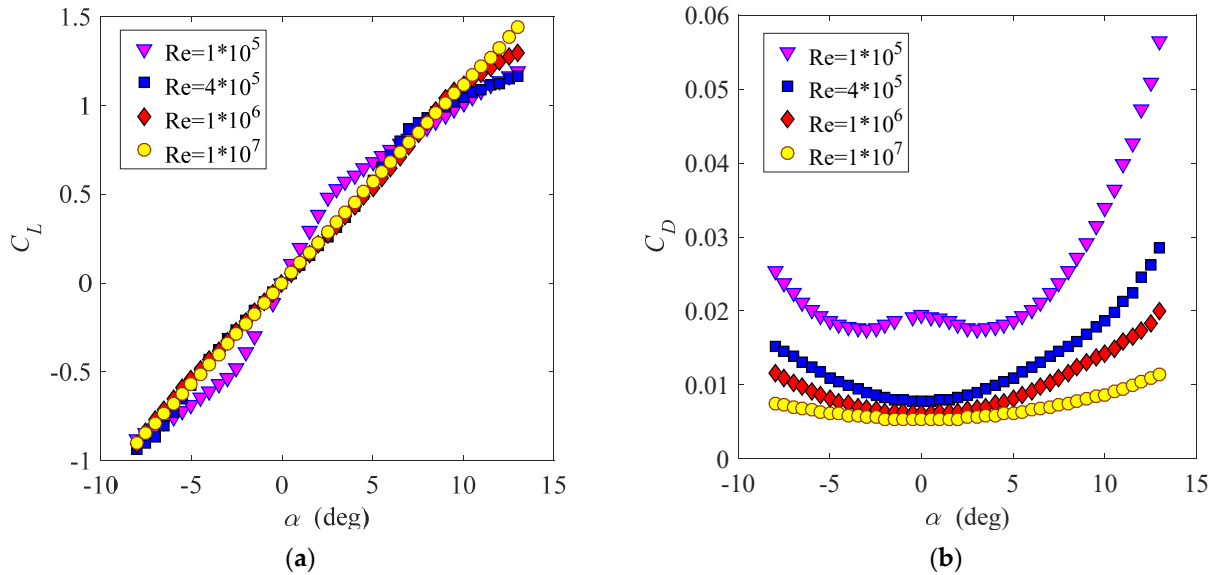 1.5
1
0.5
0
-0.5
-1
-10
-5
0
5
10
15
C_L
α (deg)
Re=1*10^5
Re=4*10^5
Re=1*10^6
Re=1*10^7
(a)
0.06
0.05
0.04
0.03
0.02
0.01
0
-10
-5
0
5
10
15
C_D
α (deg)
Re=1*10^5
Re=4*10^5
Re=1*10^6
Re=1*10^7
(b)